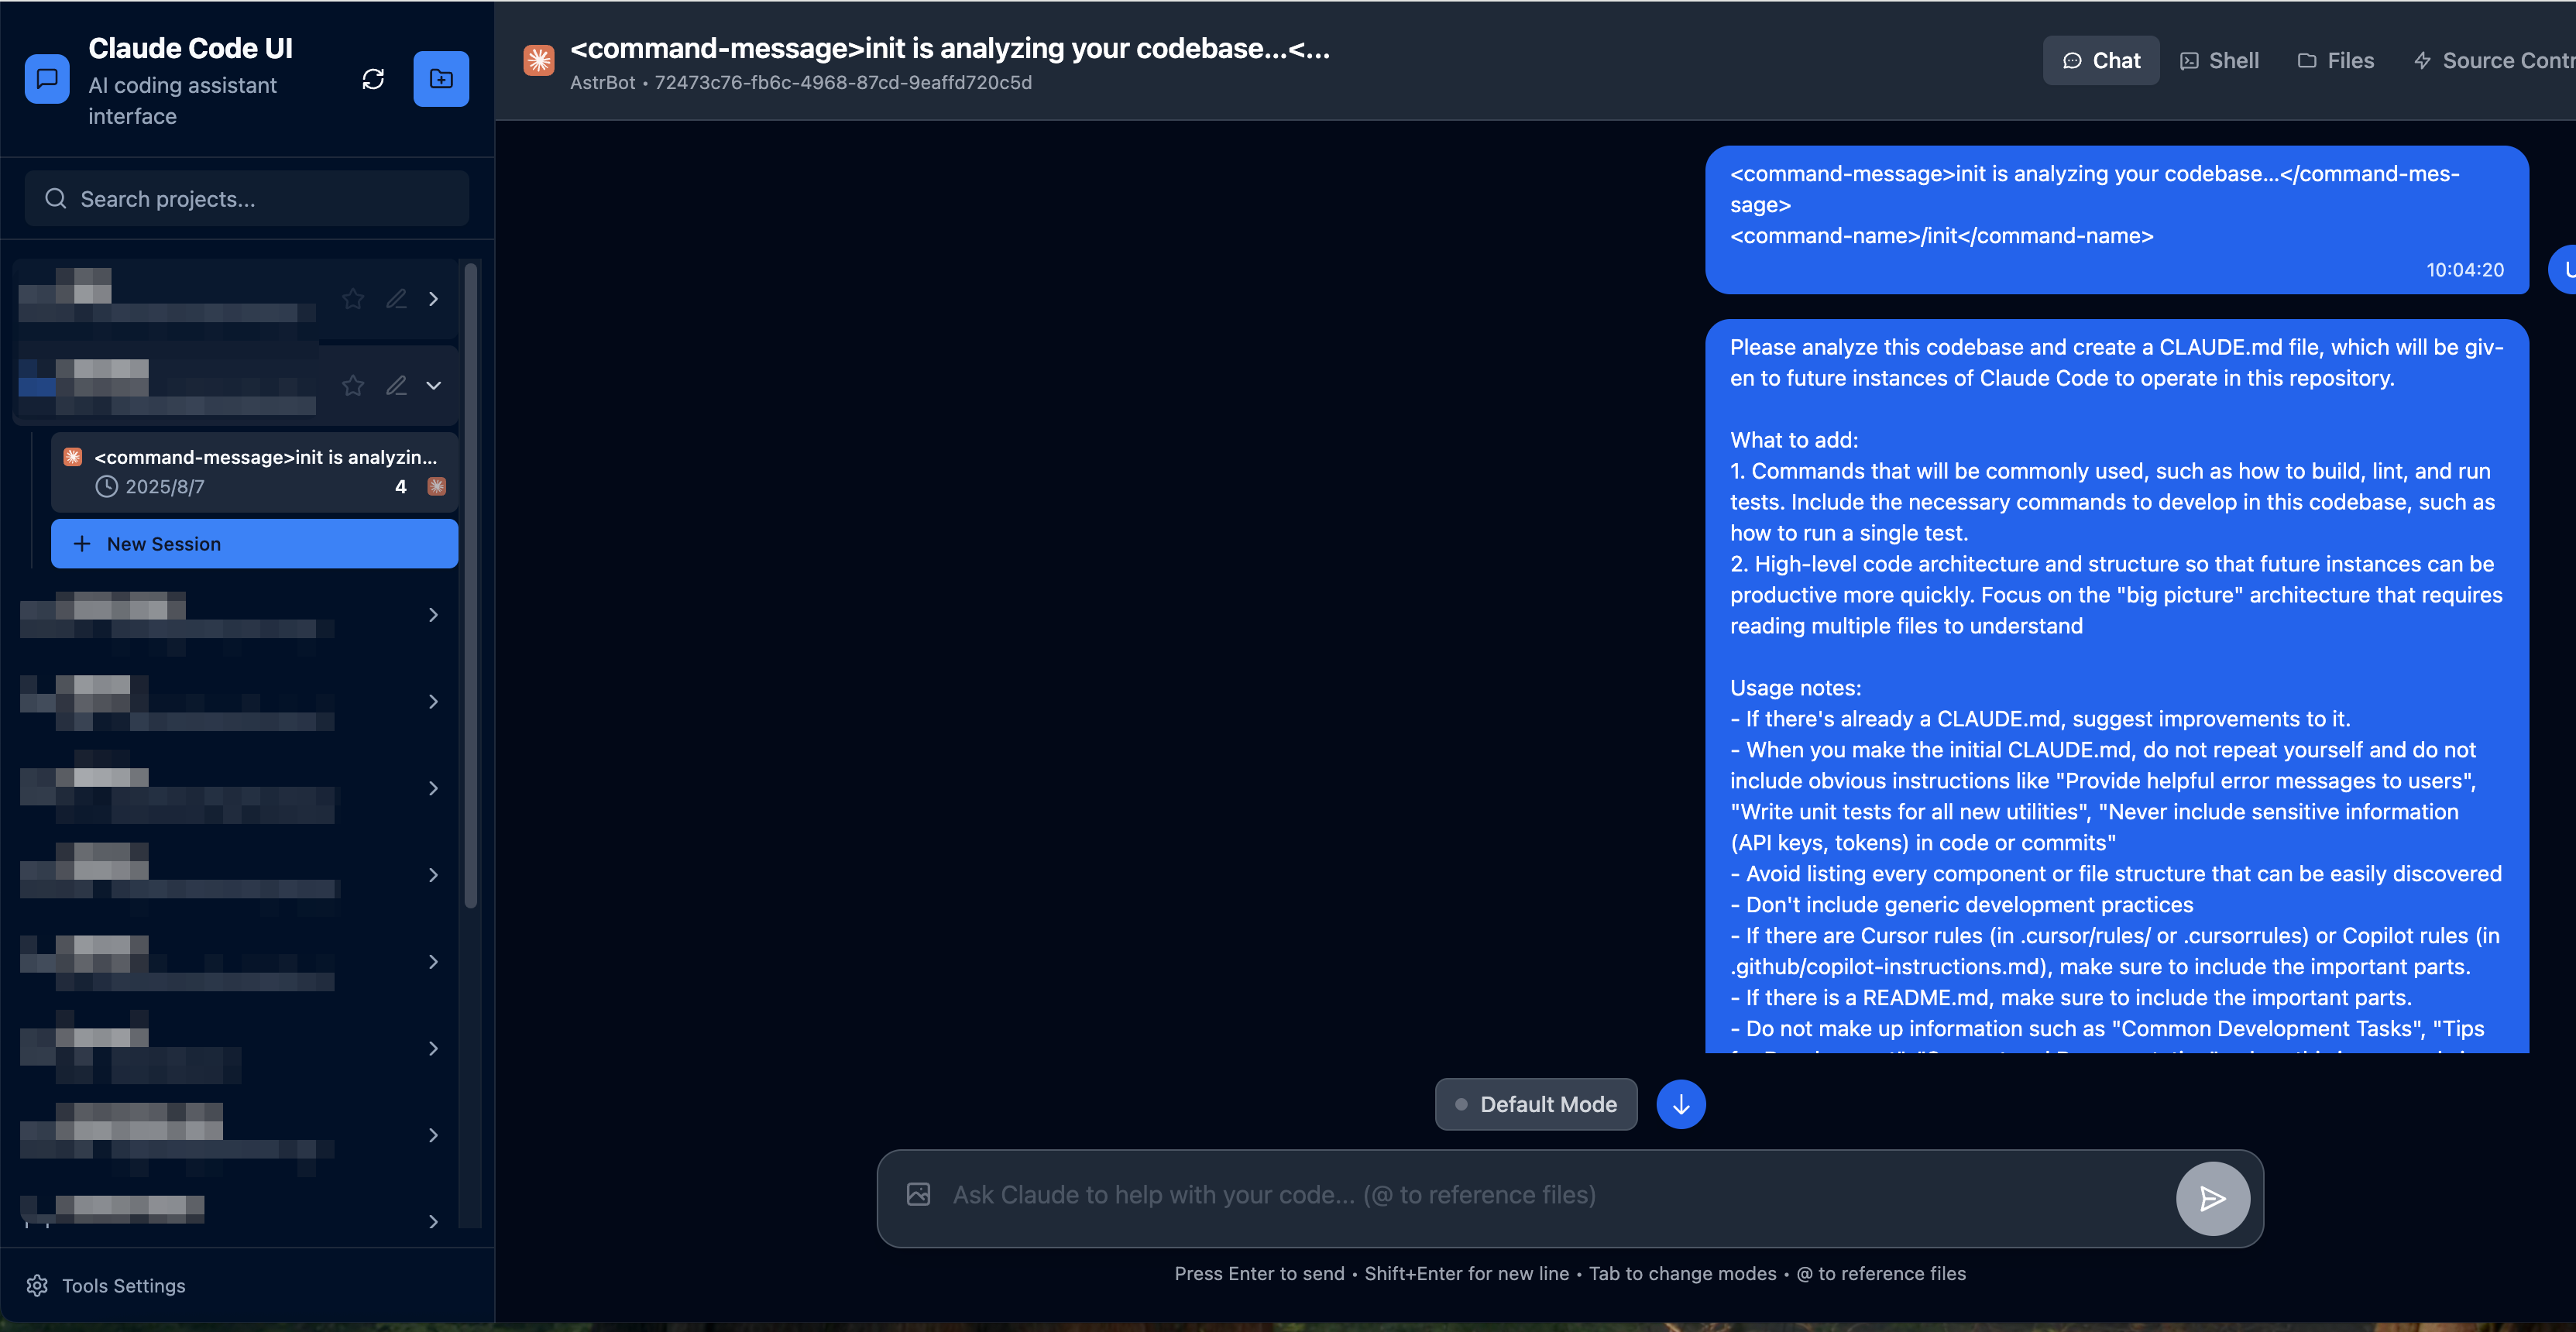 Claude Code UI
AI coding assistant
interface
Search projects...
<command-message>init is analyzin...
2025/8/7
4
New Session
Tools Settings
<command-message>init is analyzing your codebase...<...
AstrBot • 72473c76-fb6c-4968-87cd-9eaffd720c5d
Chat
Shell
Files
Source Contr
<command-message>init is analyzing your codebase...</command-mes-
sage>
<command-name>/init</command-name>
10:04:20
U
Please analyze this codebase and create a CLAUDE.md file, which will be giv-
en to future instances of Claude Code to operate in this repository.
What to add:
1. Commands that will be commonly used, such as how to build, lint, and run
tests. Include the necessary commands to develop in this codebase, such as
how to run a single test.
2. High-level code architecture and structure so that future instances can be
productive more quickly. Focus on the "big picture" architecture that requires
reading multiple files to understand
Usage notes:
- If there's already a CLAUDE.md, suggest improvements to it.
- When you make the initial CLAUDE.md, do not repeat yourself and do not
include obvious instructions like "Provide helpful error messages to users",
"Write unit tests for all new utilities", "Never include sensitive information
(API keys, tokens) in code or commits"
- Avoid listing every component or file structure that can be easily discovered
- Don't include generic development practices
- If there are Cursor rules (in .cursor/rules/ or .cursorrules) or Copilot rules (in
.github/copilot-instructions.md), make sure to include the important parts.
- If there is a README.md, make sure to include the important parts.
- Do not make up information such as "Common Development Tasks", "Tips
Default Mode
Ask Claude to help with your code... (@ to reference files)
Press Enter to send • Shift+Enter for new line • Tab to change modes • @ to reference files